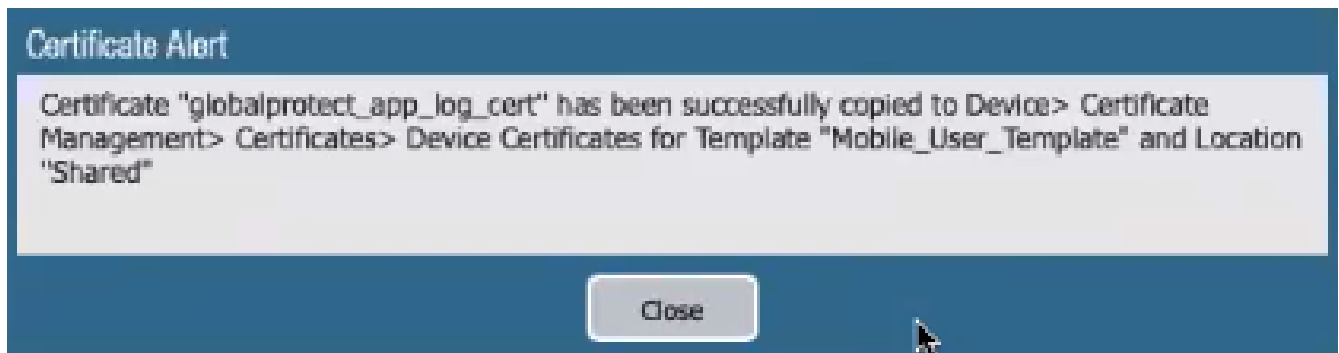 Certificate Alert
Certificate "globalprotect_app_log_cert" has been successfully copied to Device> Certificate
Management> Certificates> Device Certificates for Template "Mobile_User_Template" and Location
"Shared"
Close